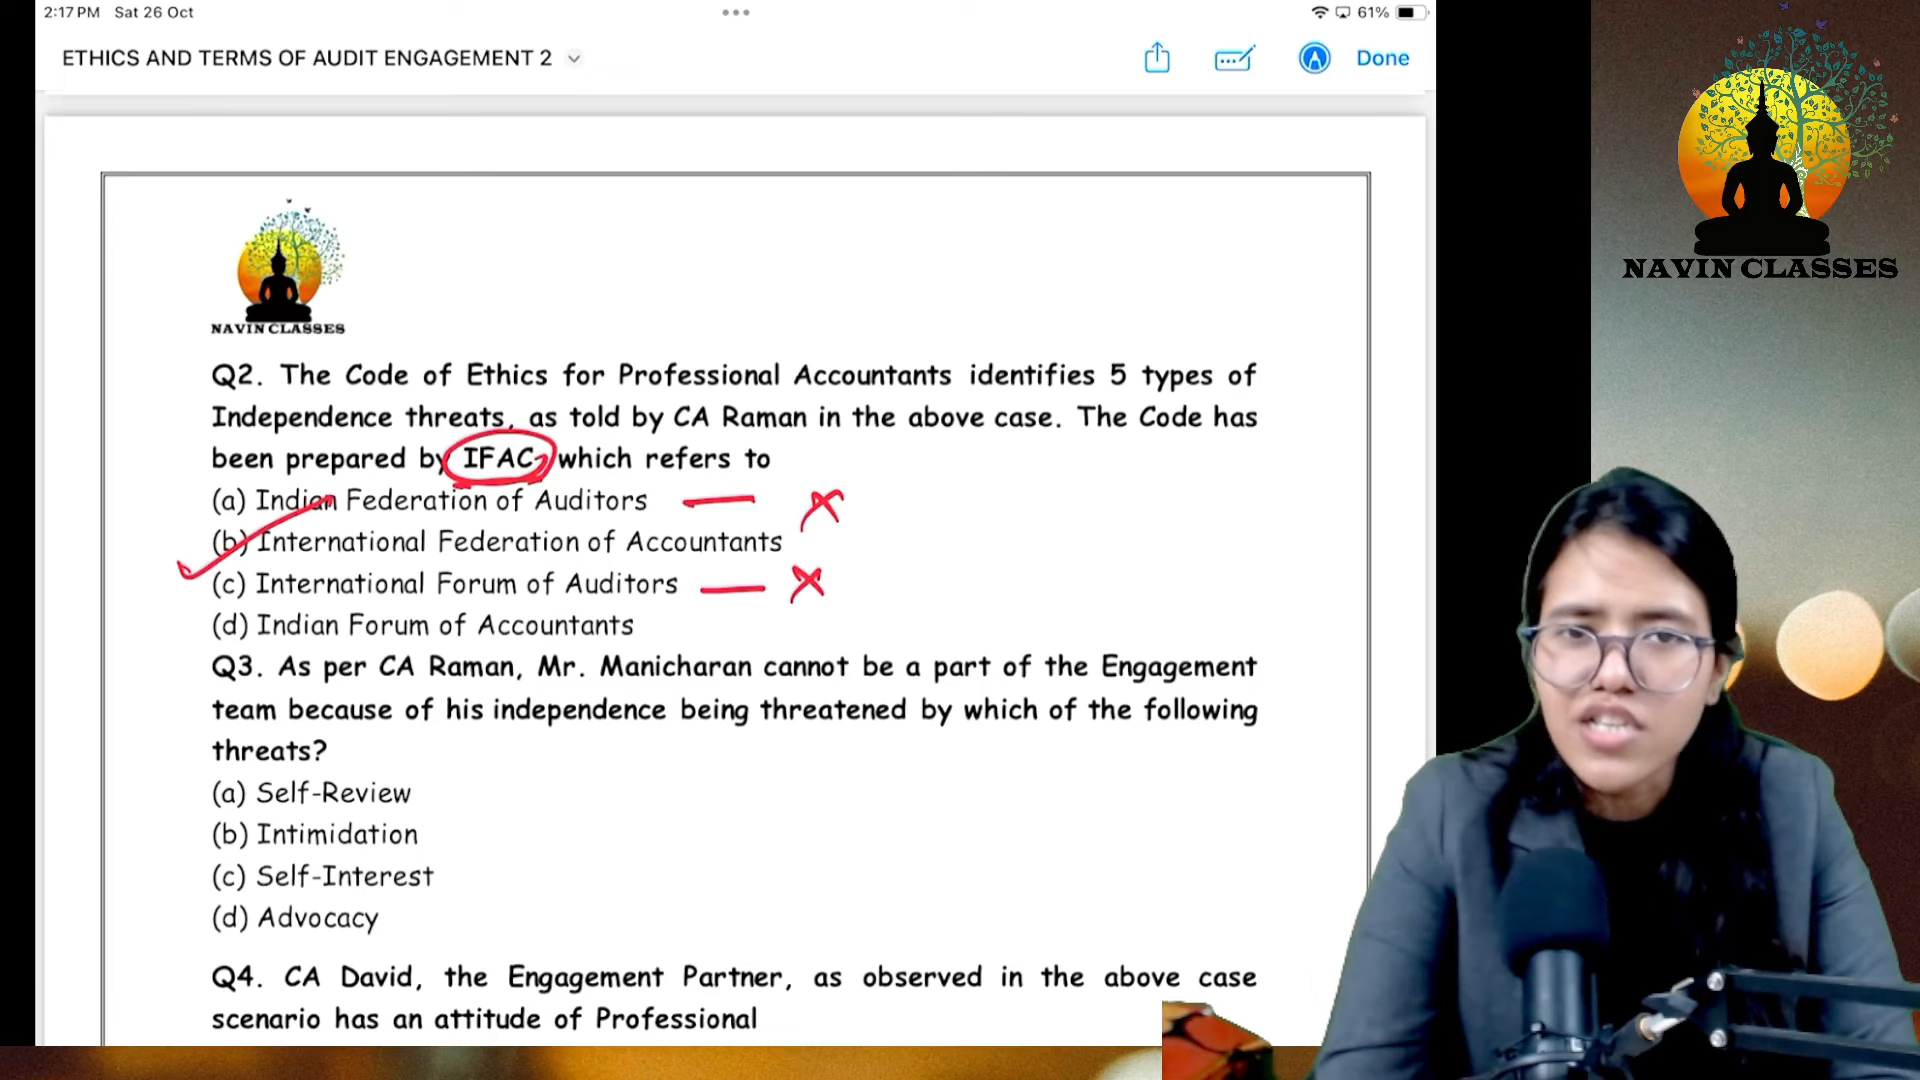 2:17 PM Sat 26 Oct
61%
ETHICS AND TERMS OF AUDIT ENGAGEMENT 2
Done
NAVIN CLASSES
NAVIN CLASSES
Q2. The Code of Ethics for Professional Accountants identifies 5 types of
Independence threats, as told by CA Raman in the above case. The Code has
been prepared by IFAC, which refers to
(a) Indian Federation of Auditors
(b) International Federation of Accountants
(c) International Forum of Auditors
(d) Indian Forum of Accountants
Q3. As per CA Raman, Mr. Manicharan cannot be a part of the Engagement
team because of his independence being threatened by which of the following
threats?
(a) Self-Review
(b) Intimidation
(c) Self-Interest
(d) Advocacy
Q4. CA David, the Engagement Partner, as observed in the above case
scenario has an attitude of Professional